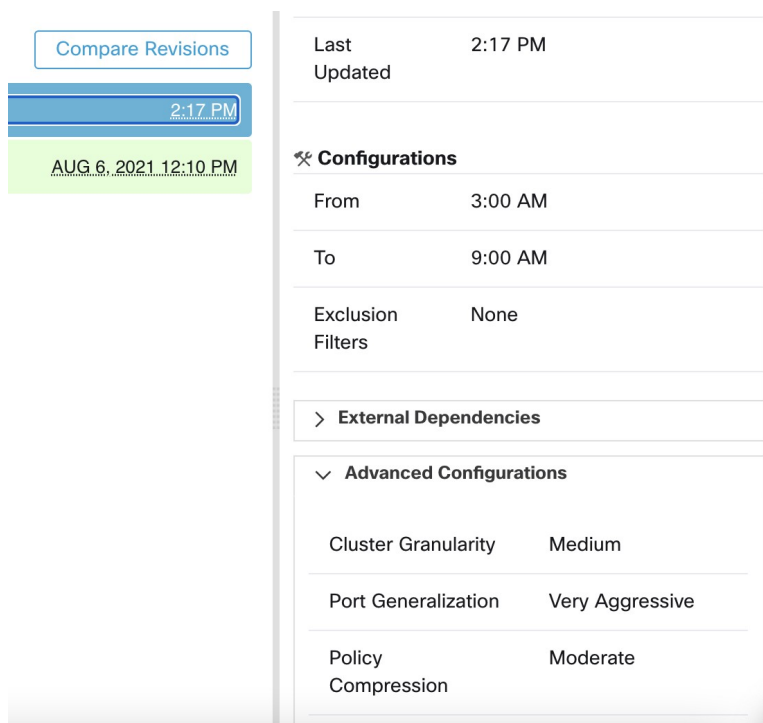 Compare Revisions
2:17 PM
AUG 6, 2021 12:10 PM
Last
Updated
2:17 PM
Configurations
From 3:00 AM
To 9:00 AM
Exclusion
Filters
None
External Dependencies
Advanced Configurations
Cluster Granularity Medium
Port Generalization Very Aggressive
Policy
Compression
Moderate